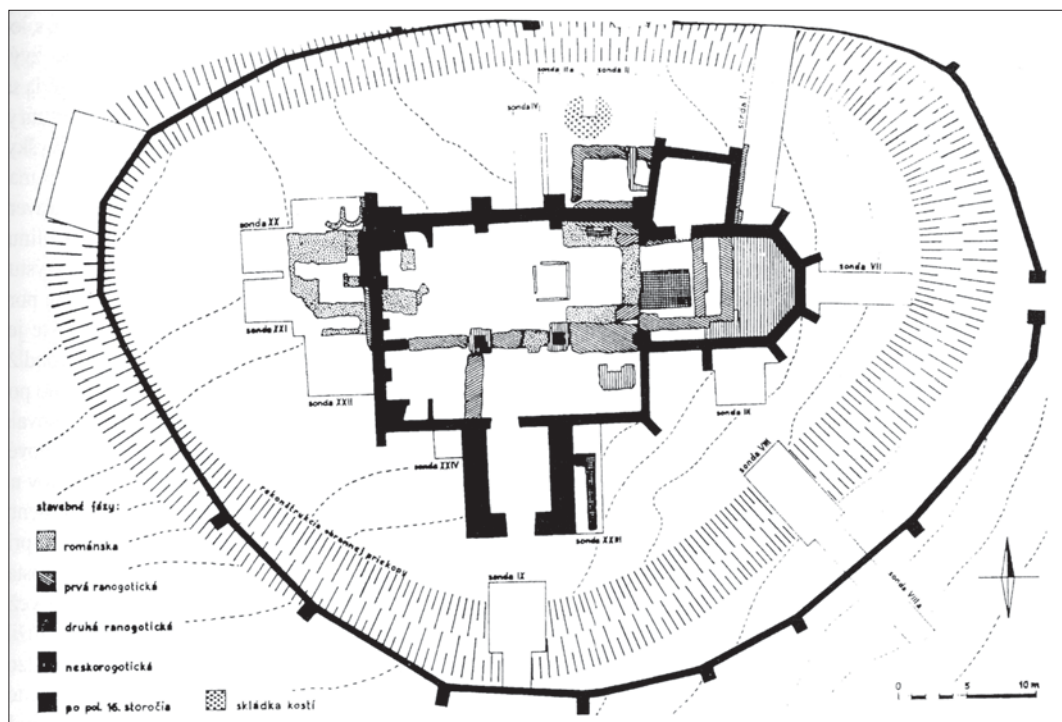 sonda IIa
sonda II
sonda IV
sonda I
sonda XX
sonda VII
sonda XXI
sonda XXII
sonda IX
sonda VIII
sonda XXIV
stavebné fázy:
rekonštrukcia obrannej priekopy
románska
sonda XXIII
prvá ranogotická
sonda IX
sonda VIIIa
druhá ranogotická
neskorogotická
po pol. 16. storočia
skládka kostí
0 5 10 m